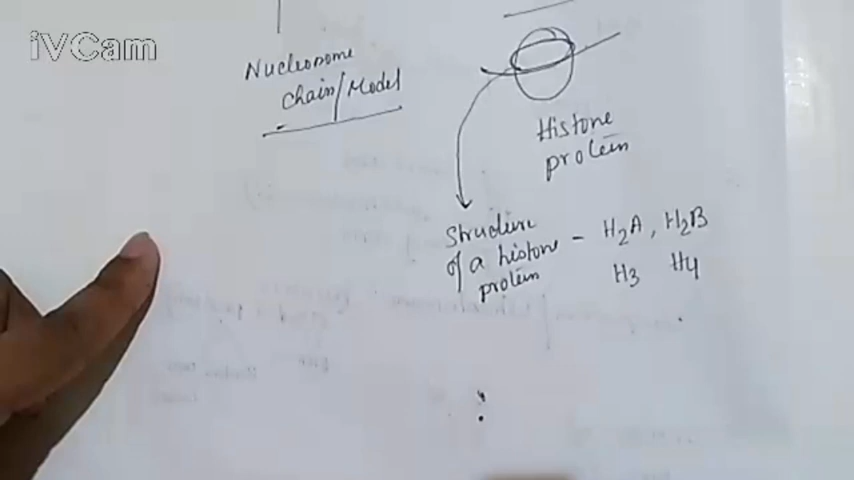 iVCam
Nucleosome
chain/Model
Histone
protein
Structure
of a histone - H2A, H2B
protein H3 H4